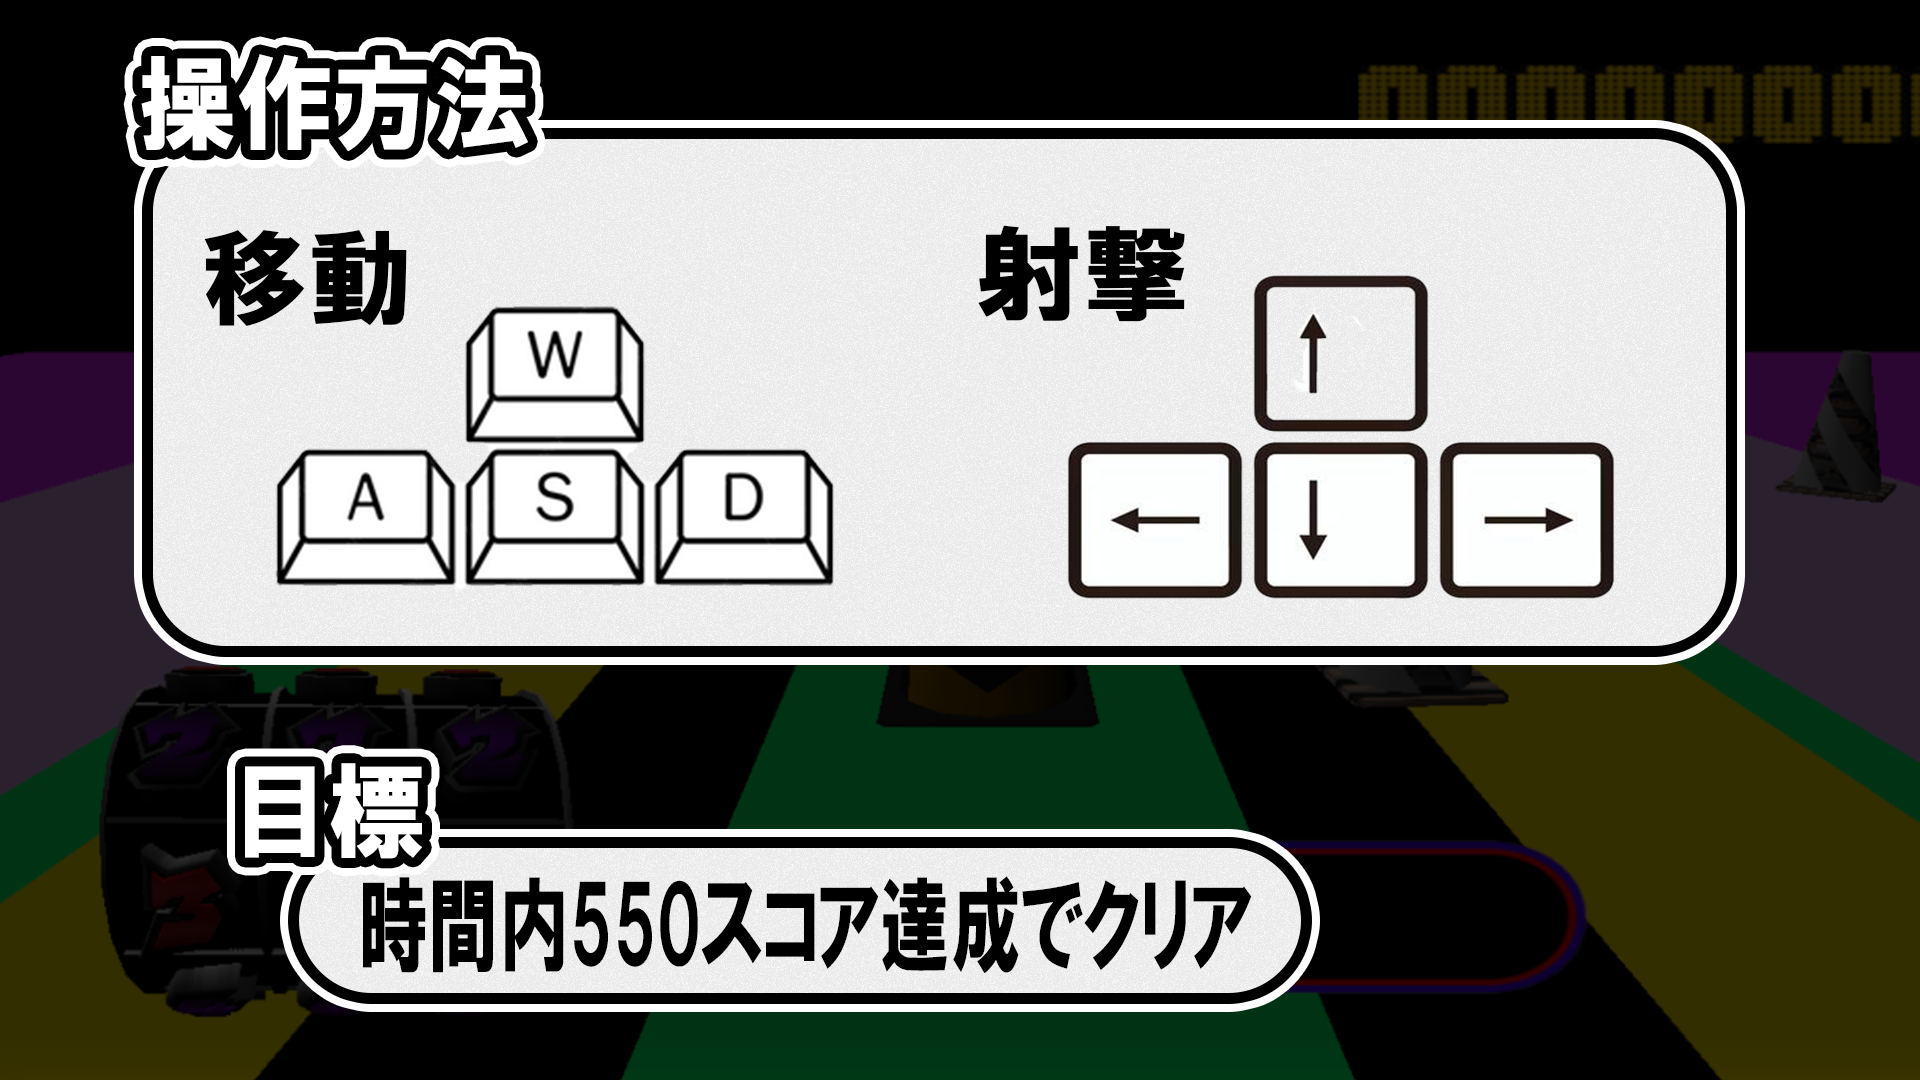 操作方法
移動
射撃
W
↑
A S D
← ↓ →
目標
時間内550スコア達成でクリア